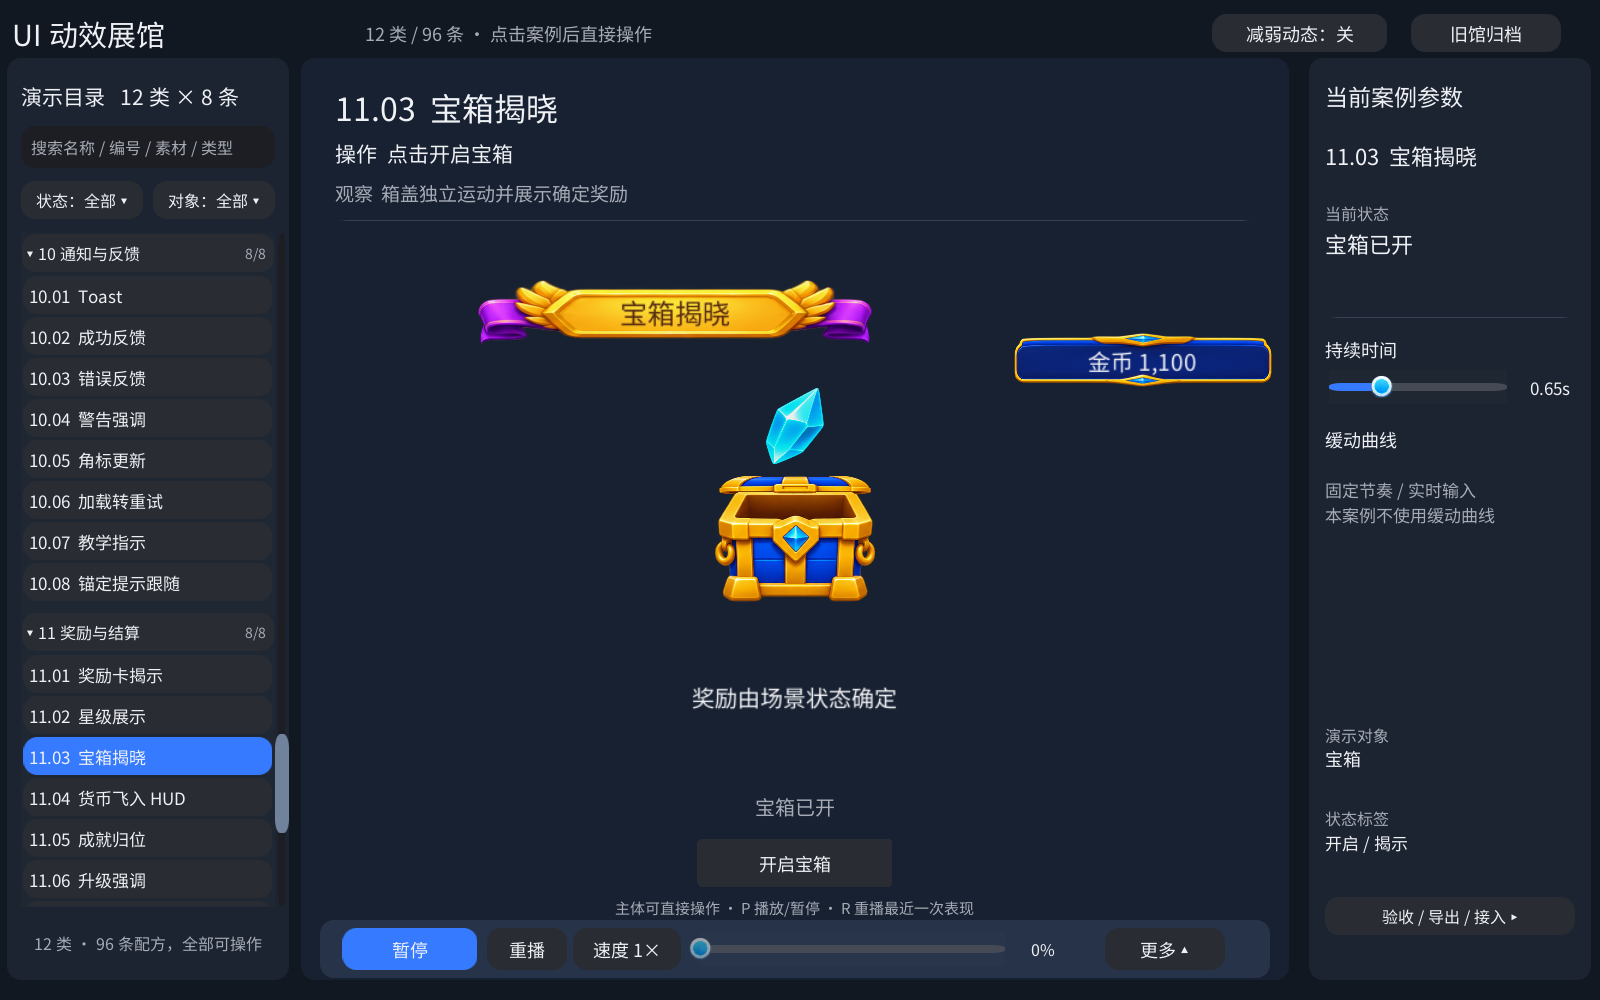 UI 动效展馆
12 类 / 96 条 • 点击案例后直接操作
减弱动态：关
旧馆归档
演示目录 12 类 × 8 条
搜索名称 / 编号 / 素材 / 类型
状态：全部 ▾
对象：全部 ▾
▾ 10 通知与反馈 8/8
10.01 Toast
10.02 成功反馈
10.03 错误反馈
10.04 警告强调
10.05 角标更新
10.06 加载转重试
10.07 教学指示
10.08 锚定提示跟随
▾ 11 奖励与结算 8/8
11.01 奖励卡揭示
11.02 星级展示
11.03 宝箱揭晓
11.04 货币飞入 HUD
11.05 成就归位
11.06 升级强调
12 类 • 96 条配方，全部可操作
11.03 宝箱揭晓
操作 点击开启宝箱
观察 箱盖独立运动并展示确定奖励
宝箱揭晓
金币 1,100
奖励由场景状态确定
宝箱已开
开启宝箱
主体可直接操作 • P 播放/暂停 • R 重播最近一次表现
暂停
重播
速度 1×
0%
更多 ▴
当前案例参数
11.03 宝箱揭晓
当前状态
宝箱已开
持续时间
0.65s
缓动曲线
固定节奏 / 实时输入
本案例不使用缓动曲线
演示对象
宝箱
状态标签
开启 / 揭示
验收 / 导出 / 接入 ▸